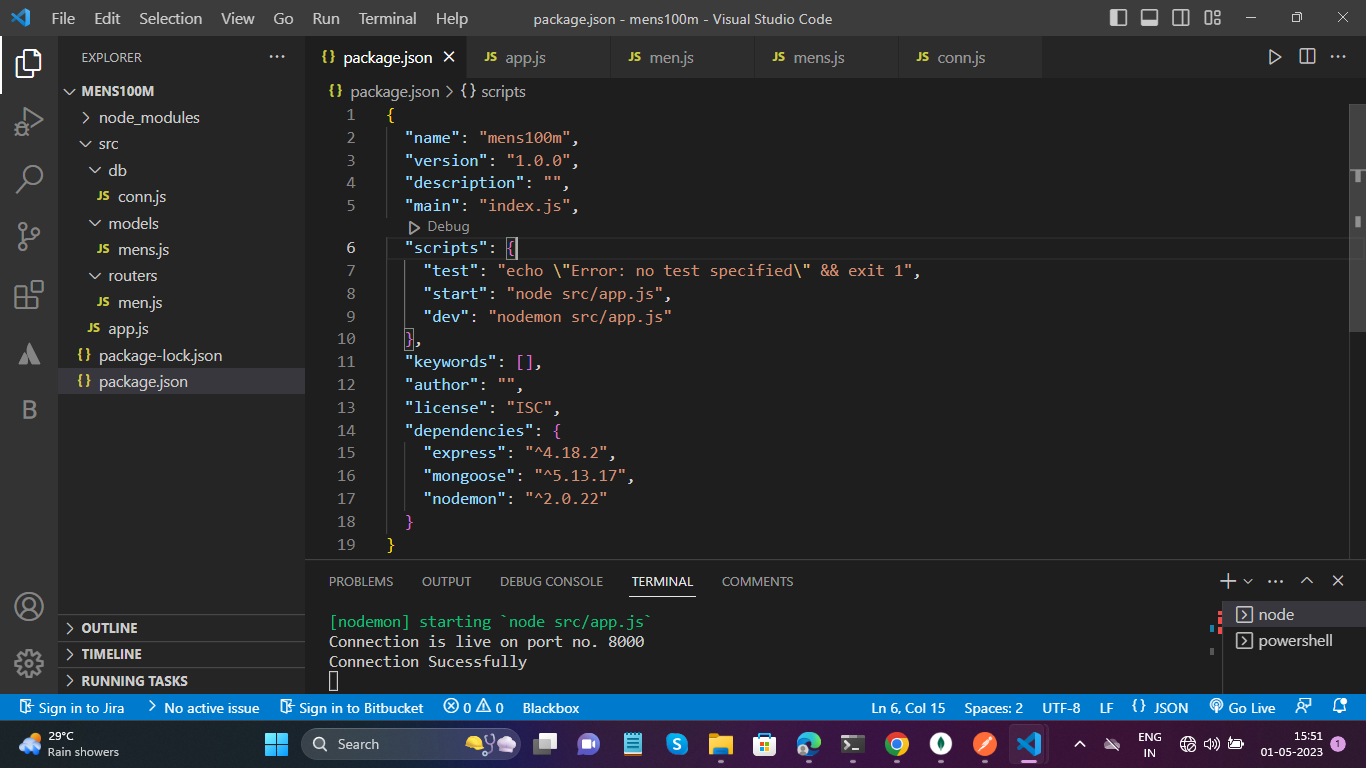 File Edit Selection View Go Run Terminal Help package.json - mens100m - Visual Studio Code
EXPLORER
MENS100M
node_modules
src
db
JS conn.js
models
JS mens.js
routers
JS men.js
JS app.js
{} package-lock.json
{} package.json
OUTLINE
TIMELINE
RUNNING TASKS
{} package.json JS app.js JS men.js JS mens.js JS conn.js
{} package.json > {} scripts
1 {
2 "name": "mens100m",
3 "version": "1.0.0",
4 "description": "",
5 "main": "index.js",
Debug
6 "scripts": {
7 "test": "echo \"Error: no test specified\" && exit 1",
8 "start": "node src/app.js",
9 "dev": "nodemon src/app.js"
10 },
11 "keywords": [],
12 "author": "",
13 "license": "ISC",
14 "dependencies": {
15 "express": "^4.18.2",
16 "mongoose": "^5.13.17",
17 "nodemon": "^2.0.22"
18 }
19 }
PROBLEMS OUTPUT DEBUG CONSOLE TERMINAL COMMENTS
[nodemon] starting `node src/app.js`
Connection is live on port no. 8000
Connection Sucessfully
node
powershell
Sign in to Jira No active issue Sign in to Bitbucket 0 0 Blackbox Ln 6, Col 15 Spaces: 2 UTF-8 LF {} JSON Go Live
29°C
Rain showers
Search
ENG
IN
15:51
01-05-2023
1